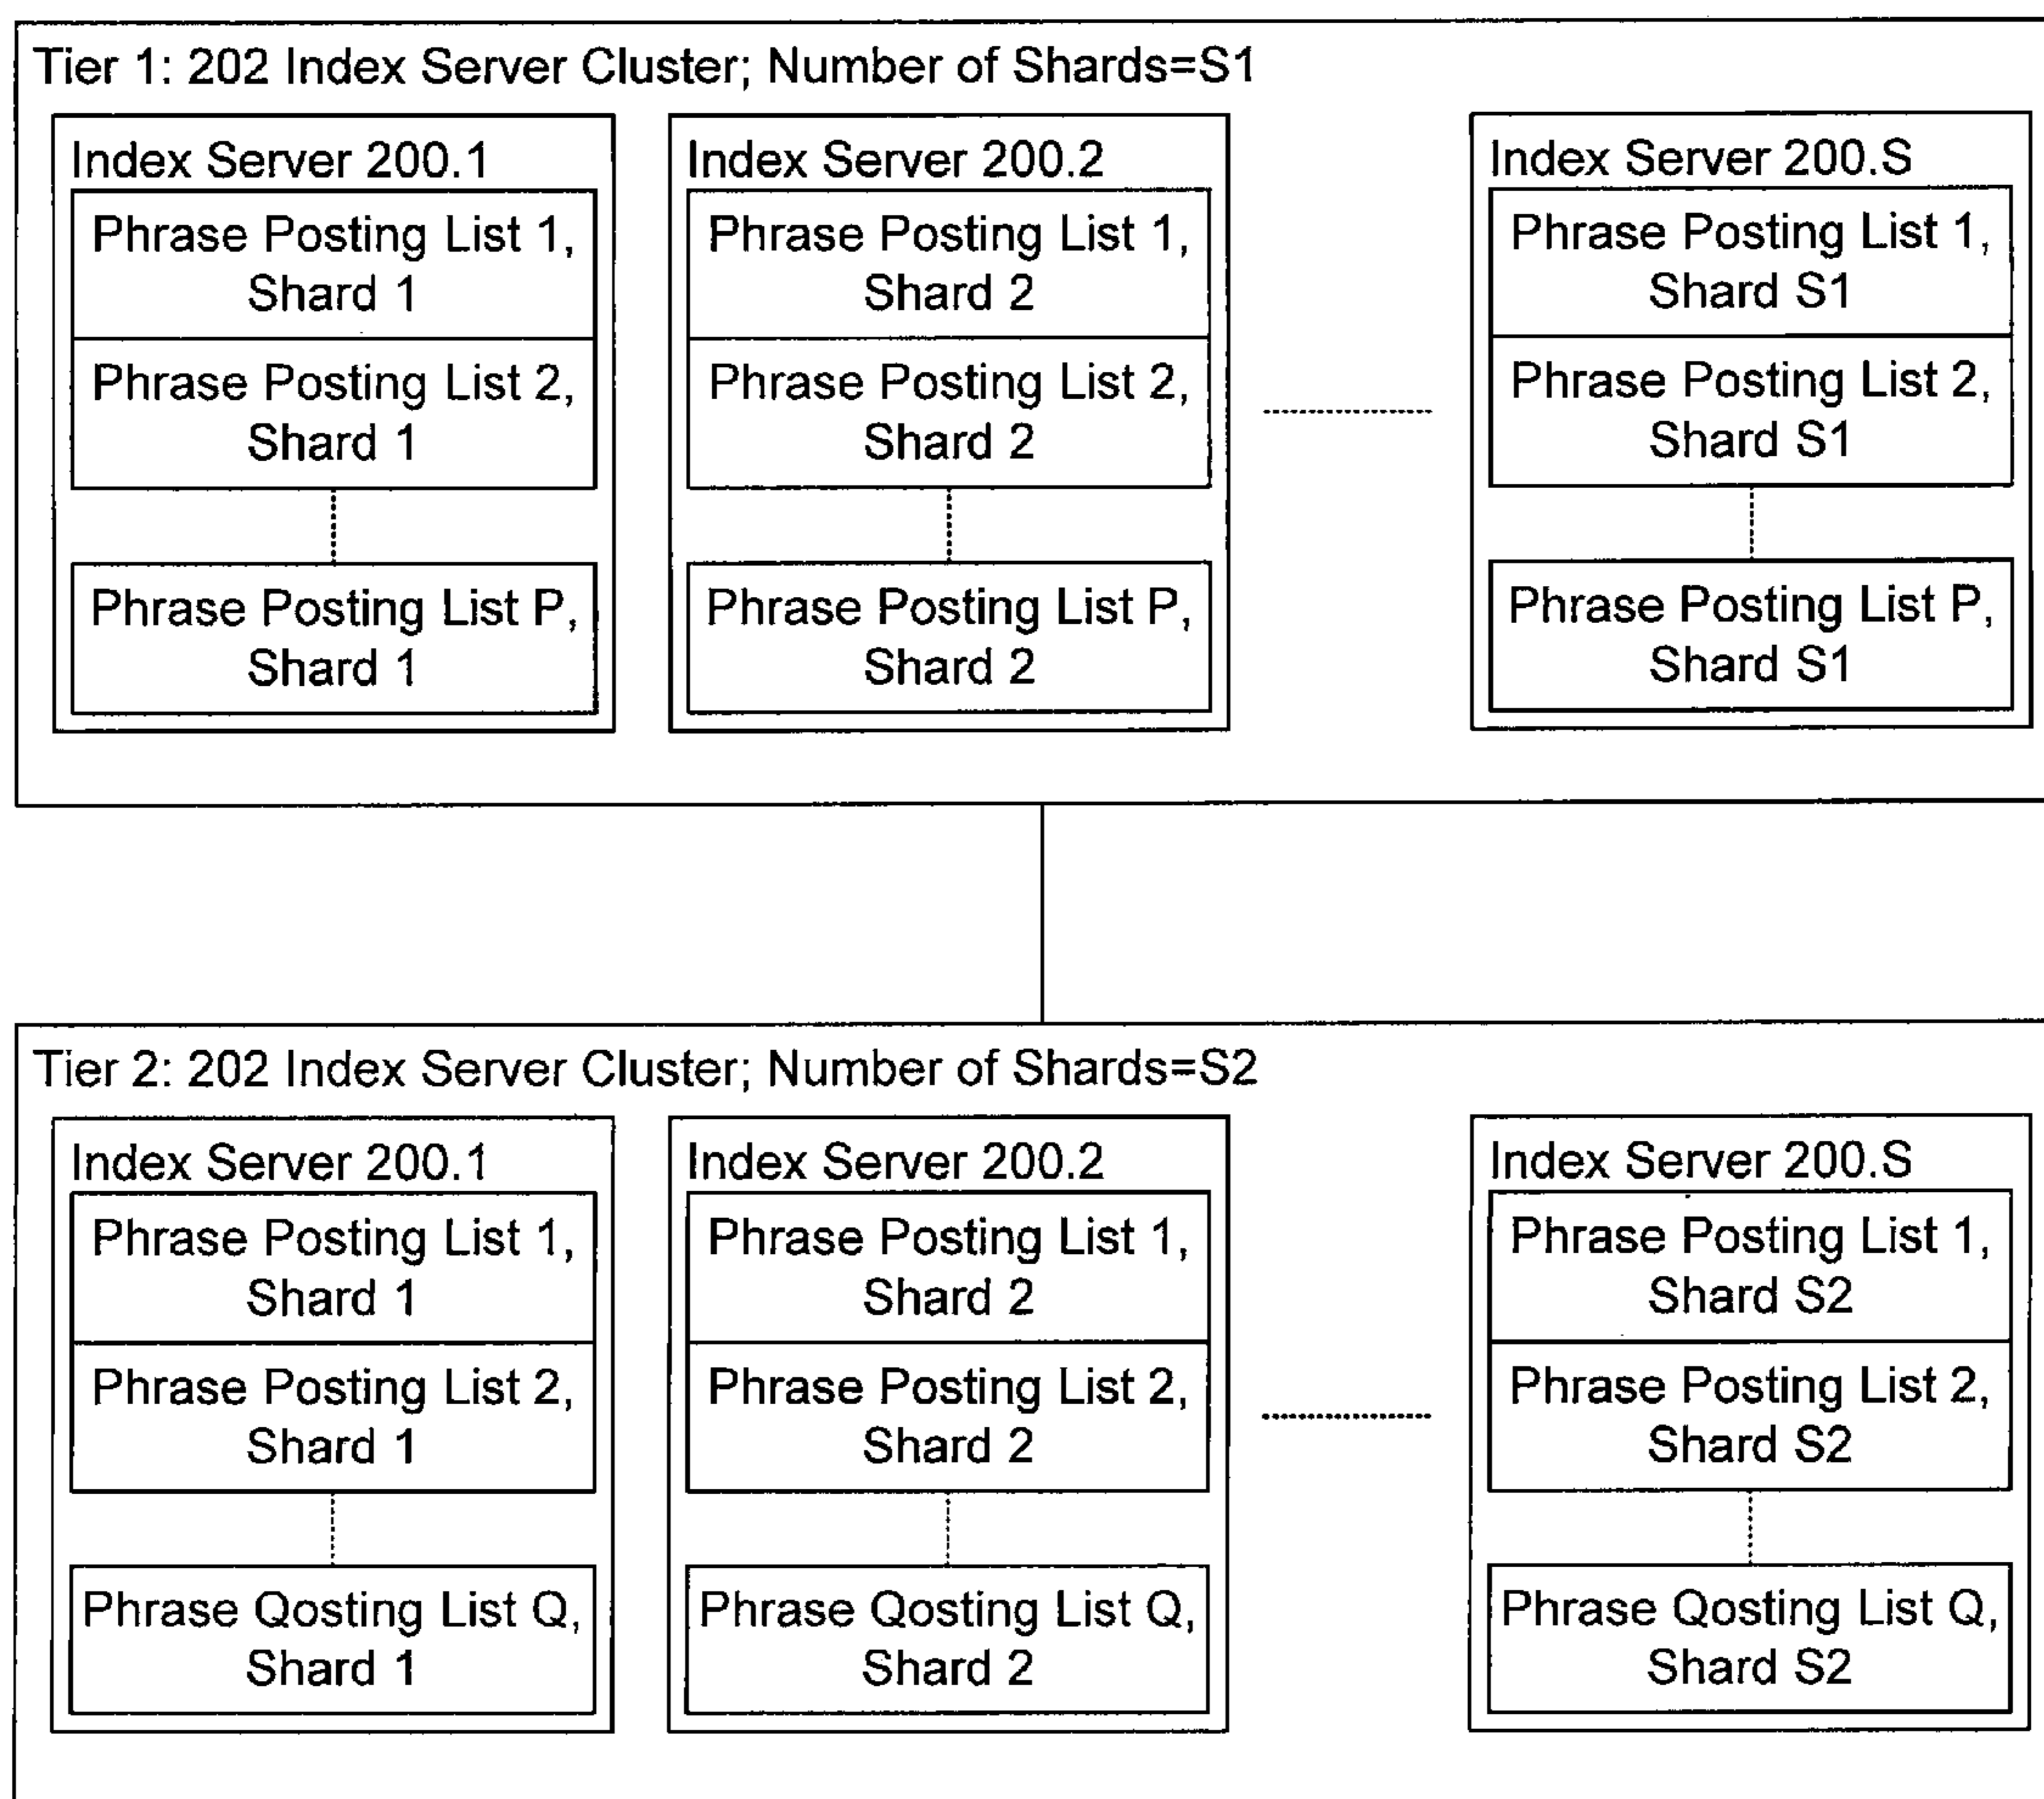 Tier 1: 202 Index Server Cluster; Number of Shards=S1
Index Server 200.1
Phrase Posting List 1,
Shard 1
Phrase Posting List 2,
Shard 1
Phrase Posting List P,
Shard 1
Index Server 200.2
Phrase Posting List 1,
Shard 2
Phrase Posting List 2,
Shard 2
Phrase Posting List P,
Shard 2
Index Server 200.S
Phrase Posting List 1,
Shard S1
Phrase Posting List 2,
Shard S1
Phrase Posting List P,
Shard S1
Tier 2: 202 Index Server Cluster; Number of Shards=S2
Index Server 200.1
Phrase Posting List 1,
Shard 1
Phrase Posting List 2,
Shard 1
Phrase Qosting List Q,
Shard 1
Index Server 200.2
Phrase Posting List 1,
Shard 2
Phrase Posting List 2,
Shard 2
Phrase Qosting List Q,
Shard 2
Index Server 200.S
Phrase Posting List 1,
Shard S2
Phrase Posting List 2,
Shard S2
Phrase Qosting List Q,
Shard S2